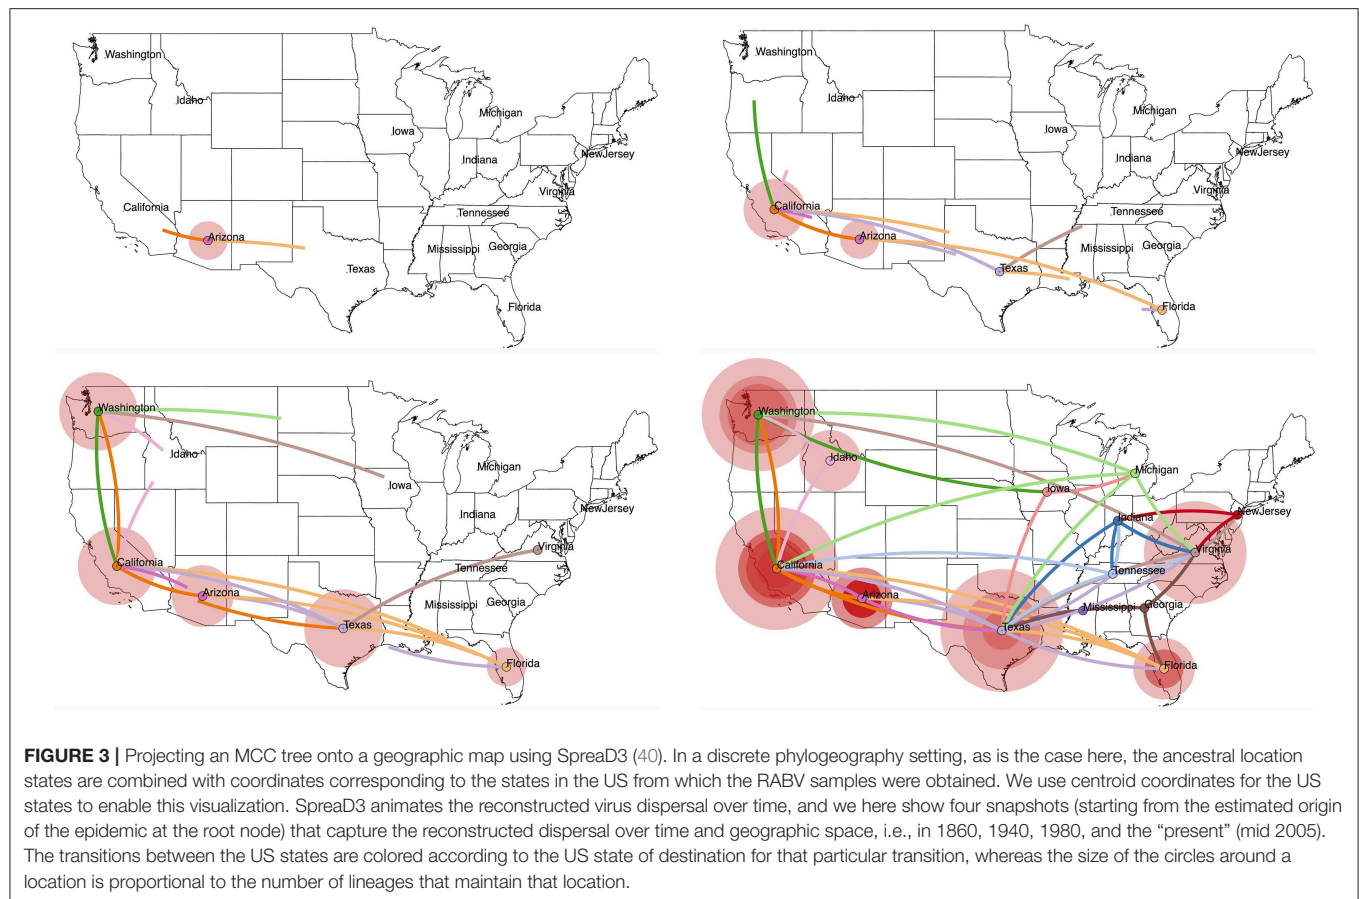 Washington
Idaho
Michigan
Iowa
Indiana
NewJersey
California
Virginia
Tennessee
Arizona
Mississippi
Georgia
Texas
Florida
Washington
Idaho
Michigan
Iowa
Indiana
NewJersey
California
Virginia
Tennessee
Arizona
Mississippi
Georgia
Texas
Florida
Washington
Idaho
Michigan
Iowa
Indiana
NewJersey
California
Virginia
Tennessee
Arizona
Mississippi
Georgia
Texas
Florida
Washington
Idaho
Michigan
Iowa
Indiana
NewJersey
California
Virginia
Tennessee
Arizona
Mississippi
Georgia
Texas
Florida
FIGURE 3 | Projecting an MCC tree onto a geographic map using SpreaD3 (40). In a discrete phylogeography setting, as is the case here, the ancestral location
states are combined with coordinates corresponding to the states in the US from which the RABV samples were obtained. We use centroid coordinates for the US
states to enable this visualization. SpreaD3 animates the reconstructed virus dispersal over time, and we here show four snapshots (starting from the estimated origin
of the epidemic at the root node) that capture the reconstructed dispersal over time and geographic space, i.e., in 1860, 1940, 1980, and the “present” (mid 2005).
The transitions between the US states are colored according to the US state of destination for that particular transition, whereas the size of the circles around a
location is proportional to the number of lineages that maintain that location.